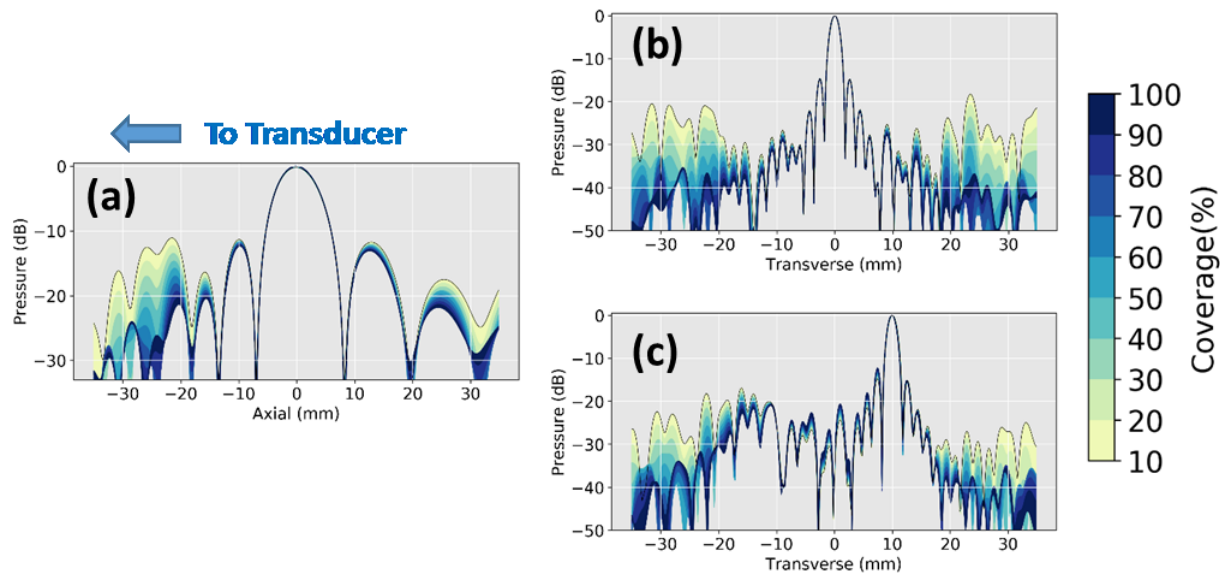 To Transducer
(a)
0
−10
−20
−30
Pressure (dB)
−30 −20 −10 0 10 20 30
Axial (mm)
(b)
0
−10
−20
−30
−40
−50
Pressure (dB)
−30 −20 −10 0 10 20 30
Transverse (mm)
(c)
0
−10
−20
−30
−40
−50
Pressure (dB)
−30 −20 −10 0 10 20 30
Transverse (mm)
100
90
80
70
60
50
40
30
20
10
Coverage(%)